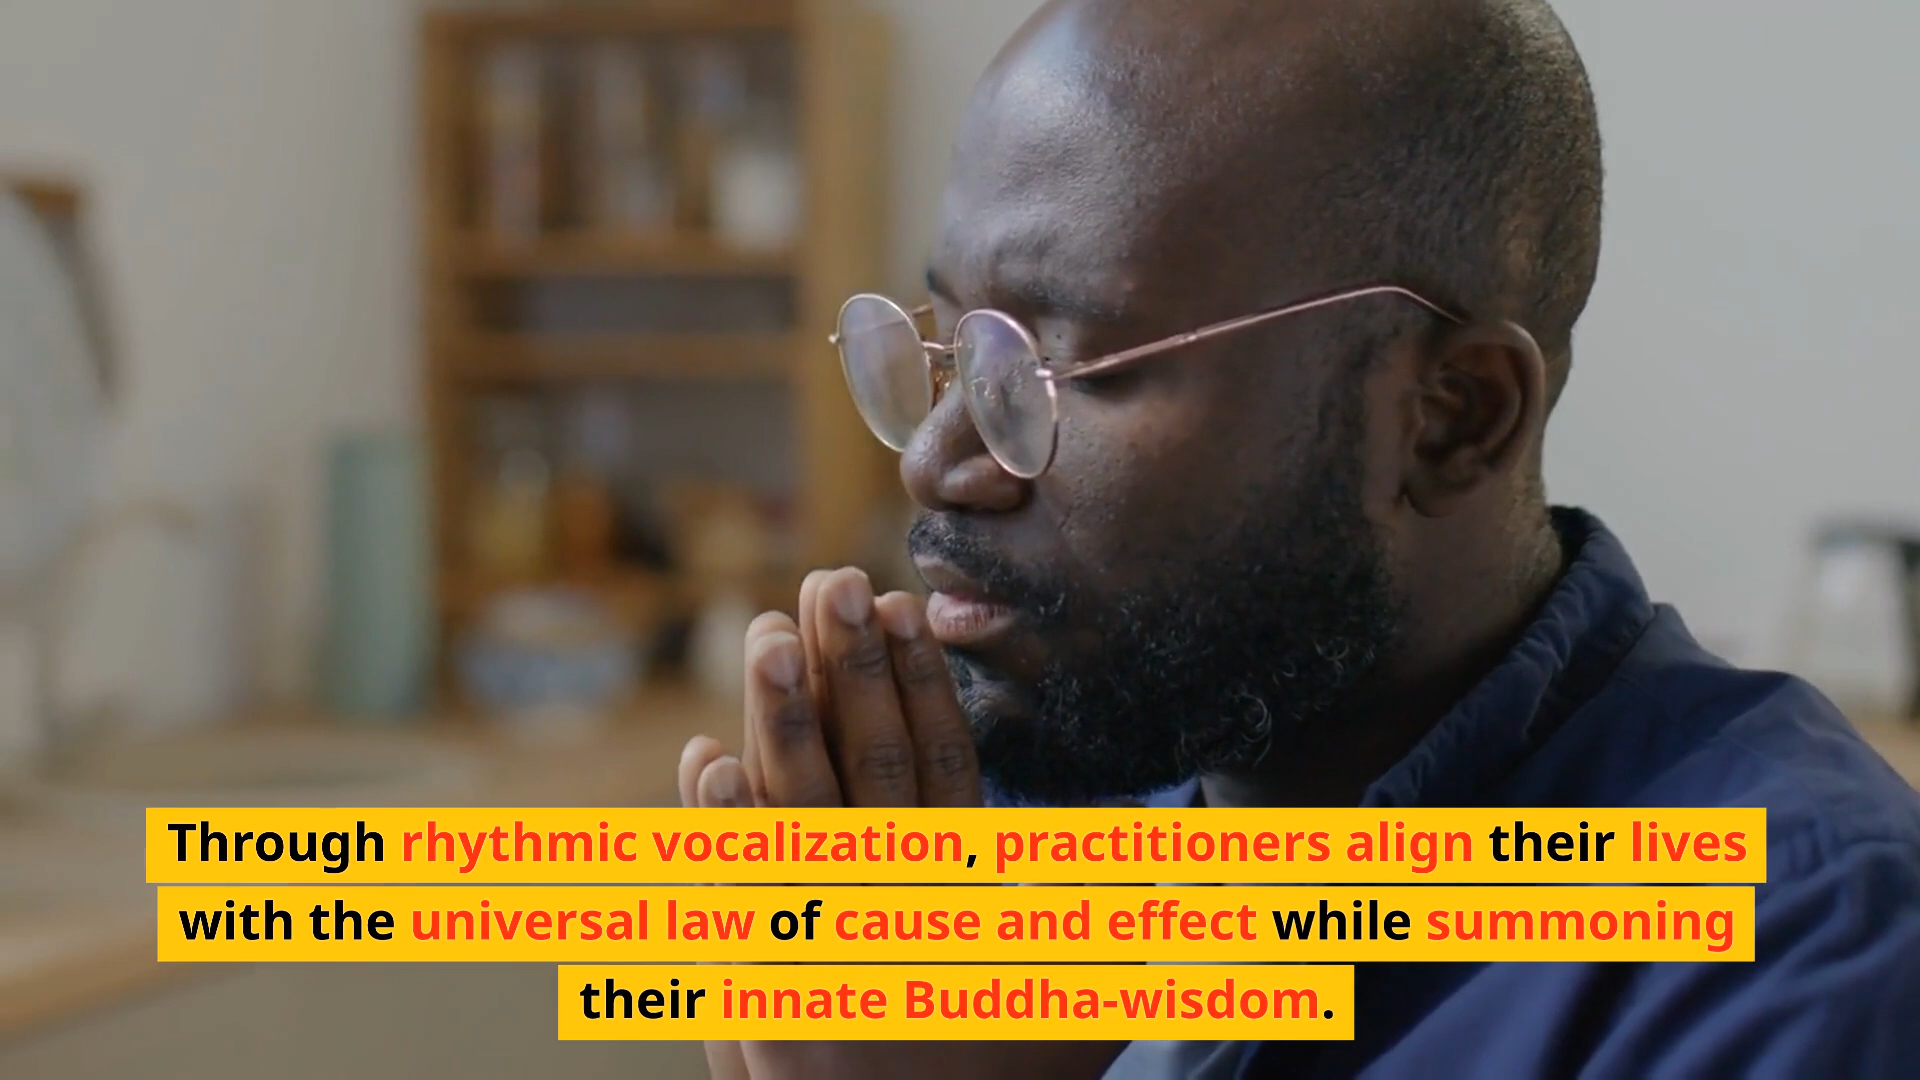 Through rhythmic vocalization, practitioners align their lives
with the universal law of cause and effect while summoning
their innate Buddha-wisdom.